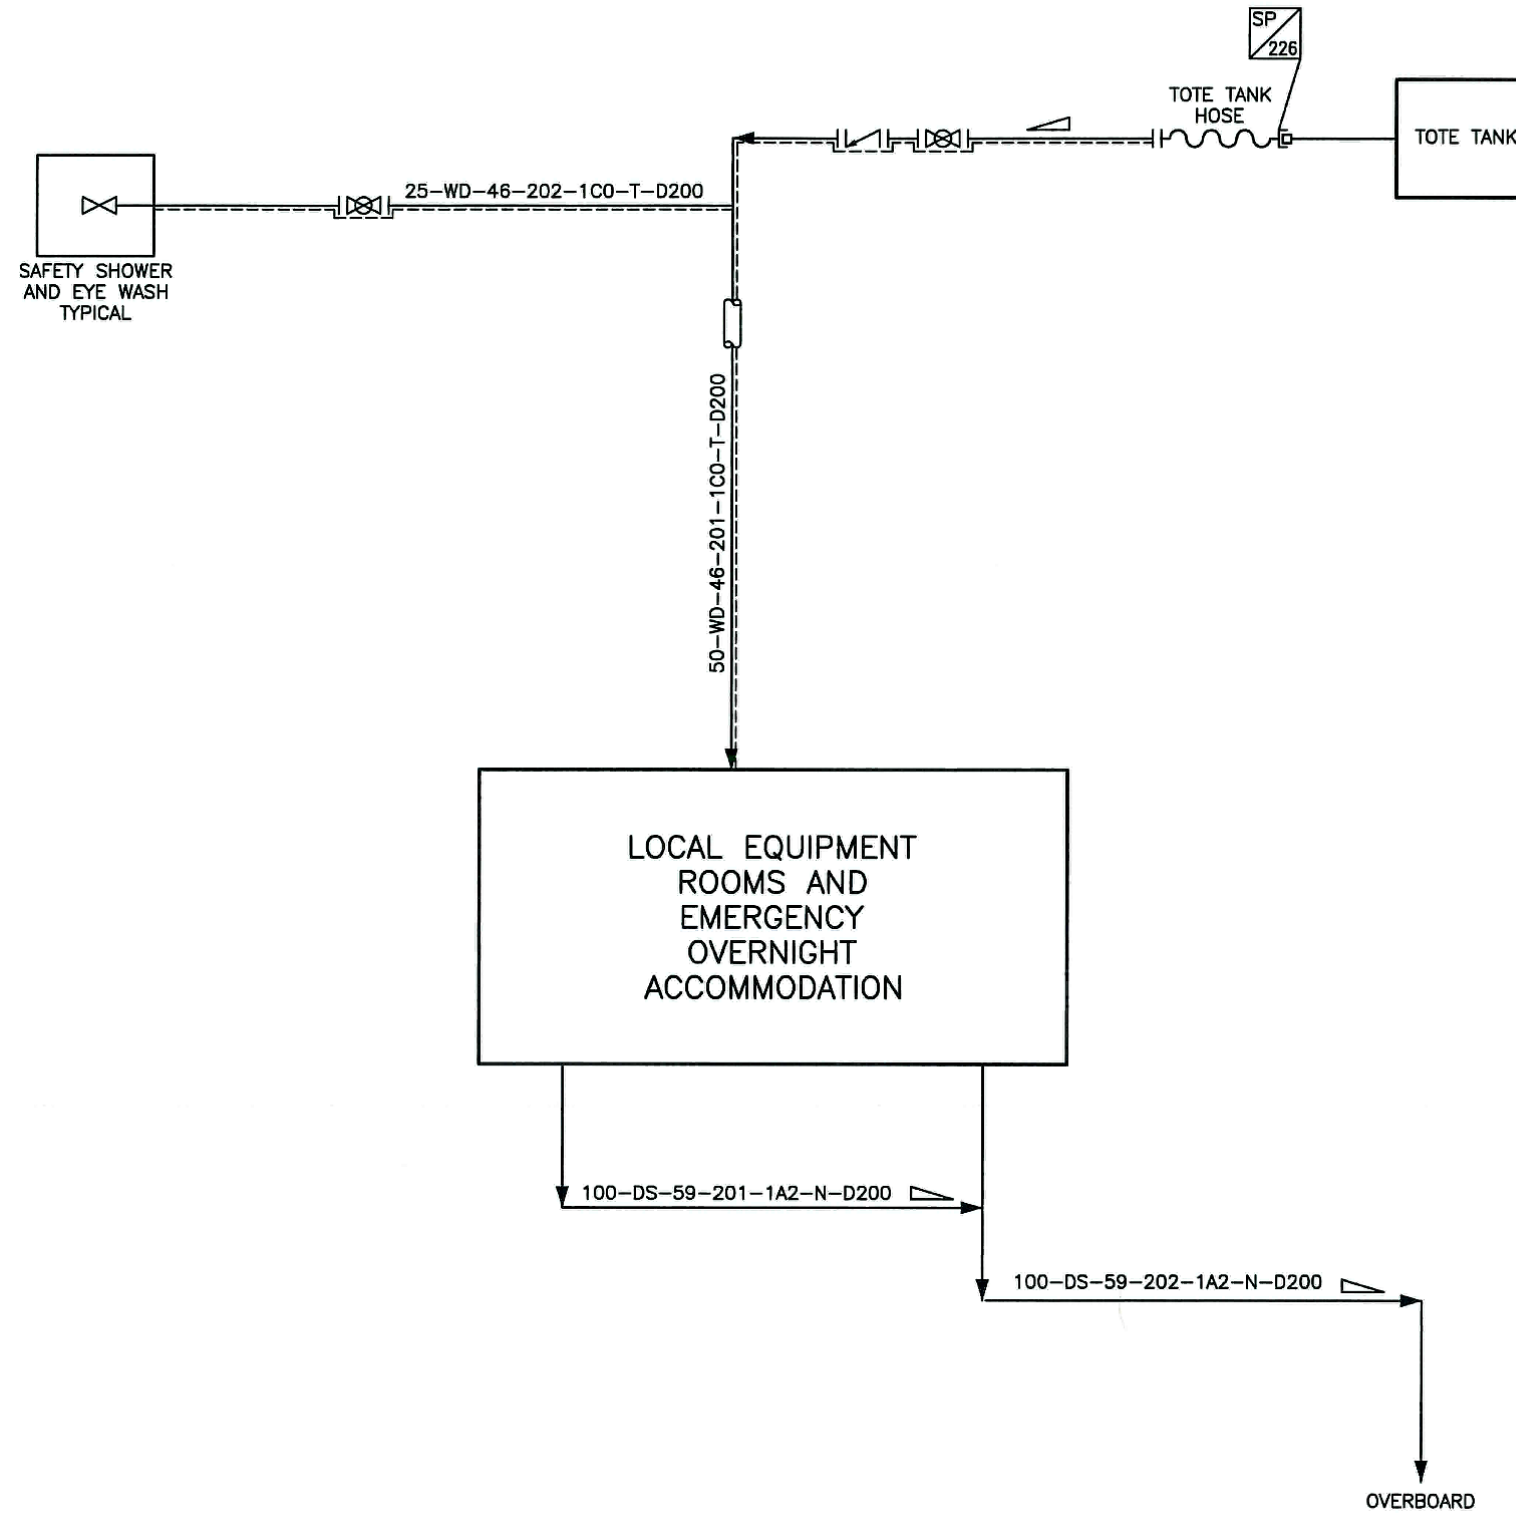 SP
226
TOTE TANK
HOSE
TOTE TANK
25-WD-46-202-1C0-T-D200
SAFETY SHOWER
AND EYE WASH
TYPICAL
50-WD-46-201-1C0-T-D200
LOCAL EQUIPMENT
ROOMS AND
EMERGENCY
OVERNIGHT
ACCOMMODATION
100-DS-59-201-1A2-N-D200
100-DS-59-202-1A2-N-D200
OVERBOARD